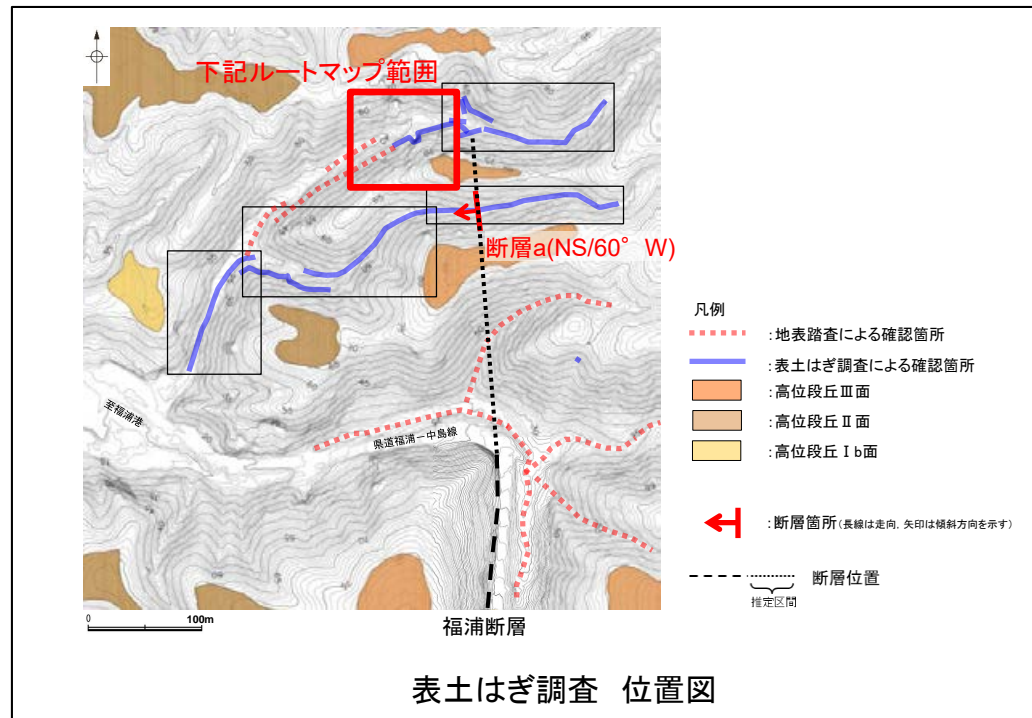 下記ルートマップ範囲
断層a(NS/60° W)
至福浦港
県道福浦ー中島線
0 100m
福浦断層
凡例
:地表踏査による確認箇所
:表土はぎ調査による確認箇所
:高位段丘Ⅲ面
:高位段丘Ⅱ面
:高位段丘Ⅰb面
:断層箇所(長線は走向,矢印は傾斜方向を示す)
断層位置
推定区間
表土はぎ調査 位置図